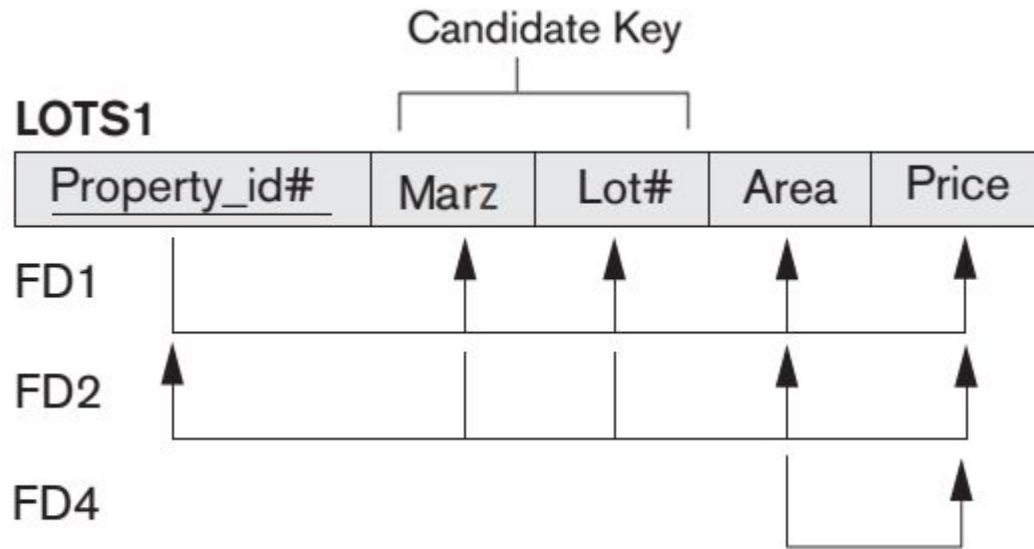 Candidate Key
LOTS1
Property_id# Marz Lot# Area Price
FD1
FD2
FD4